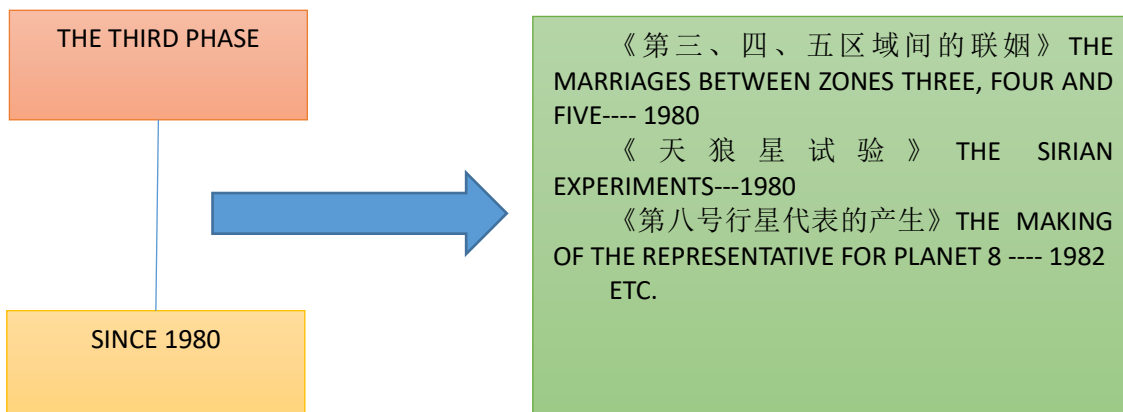 THE THIRD PHASE
SINCE 1980
《第三、四、五区域间的联姻》THE
MARRIAGES BETWEEN ZONES THREE, FOUR AND
FIVE---- 1980
《天狼星试验》 THE SIRIAN
EXPERIMENTS---1980
《第八号行星代表的产生》THE MAKING
OF THE REPRESENTATIVE FOR PLANET 8 ---- 1982
ETC.